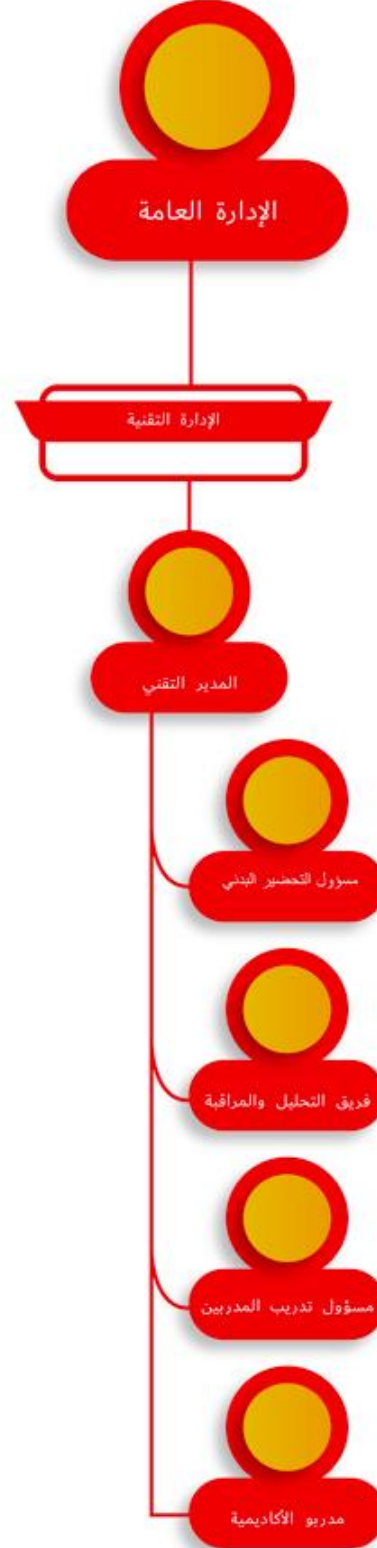 الإدارة العامة
الإدارة التقنية
المدير التقني
مسؤول التحضير البدني
فريق التحليل والمراقبة
مسؤول تدريب المدربين
مدربو الأكاديمية